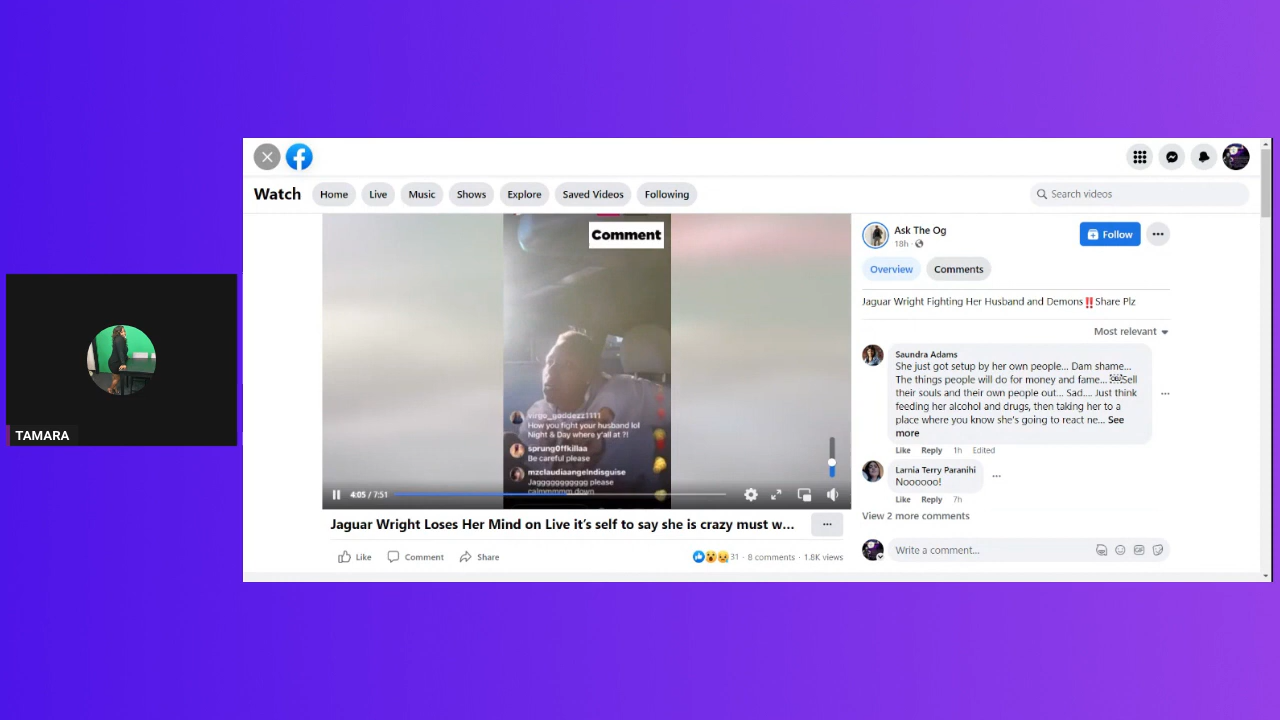 Watch
Home
Live
Music
Shows
Explore
Saved Videos
Following
Search videos
Comment
virgo_waddezz1111
How you fight your husband lol
Night & Day where y'all at ?!
sprung0ffkillaa
Be careful please
mzclaudiaangelndisguise
Jagggggggggggg please
calmmmmm down
4:05 / 7:51
Jaguar Wright Loses Her Mind on Live it's self to say she is crazy must w...
Like
Comment
Share
31 · 8 comments · 1.8K views
Ask The Og
18h ·
Follow
Overview
Comments
Jaguar Wright Fighting Her Husband and Demons‼️Share Plz
Most relevant
Saundra Adams
She just got setup by her own people... Dam shame...
The things people will do for money and fame... Sell
their souls and their own people out... Sad.... Just think
feeding her alcohol and drugs, then taking her to a
place where you know she's going to react ne... See
more
Like Reply 1h Edited
Larnia Terry Paranihi
Noooooo!
Like Reply 7h
View 2 more comments
Write a comment...
TAMARA